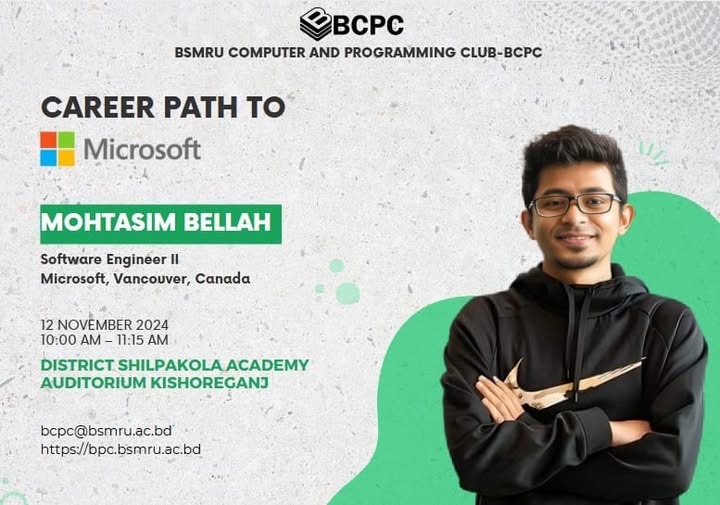 BCPC
BSMRU COMPUTER AND PROGRAMMING CLUB-BCPC
CAREER PATH TO
Microsoft
MOHTASIM BELLAH
Software Engineer II
Microsoft, Vancouver, Canada
12 NOVEMBER 2024
10:00 AM – 11:15 AM
DISTRICT SHILPAKOLA ACADEMY
AUDITORIUM KISHOREGANJ
bcpc@bsmru.ac.bd
https://bpc.bsmru.ac.bd